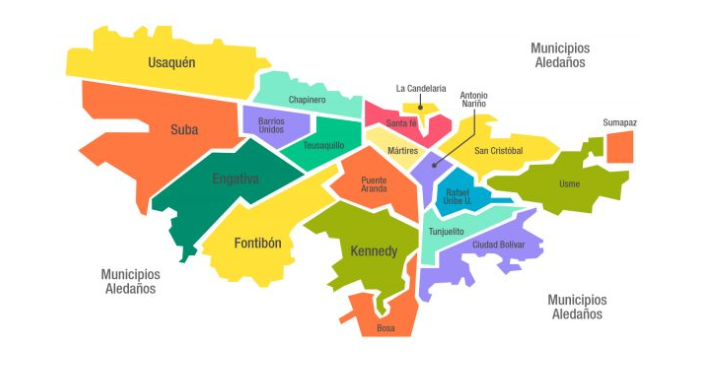 Municipios
Aledaños
Usaquén
La Candelaria
Antonio
Nariño
Chapinero
Sumapaz
Barrios
Unidos
Santa fé
Suba
Teusaquillo
Mártires
San Cristóbal
Engativa
Puente
Aranda
Rafael
Uribe U.
Usme
Fontibón
Kennedy
Tunjuelito
Ciudad Bolívar
Municipios
Aledaños
Municipios
Aledaños
Bosa